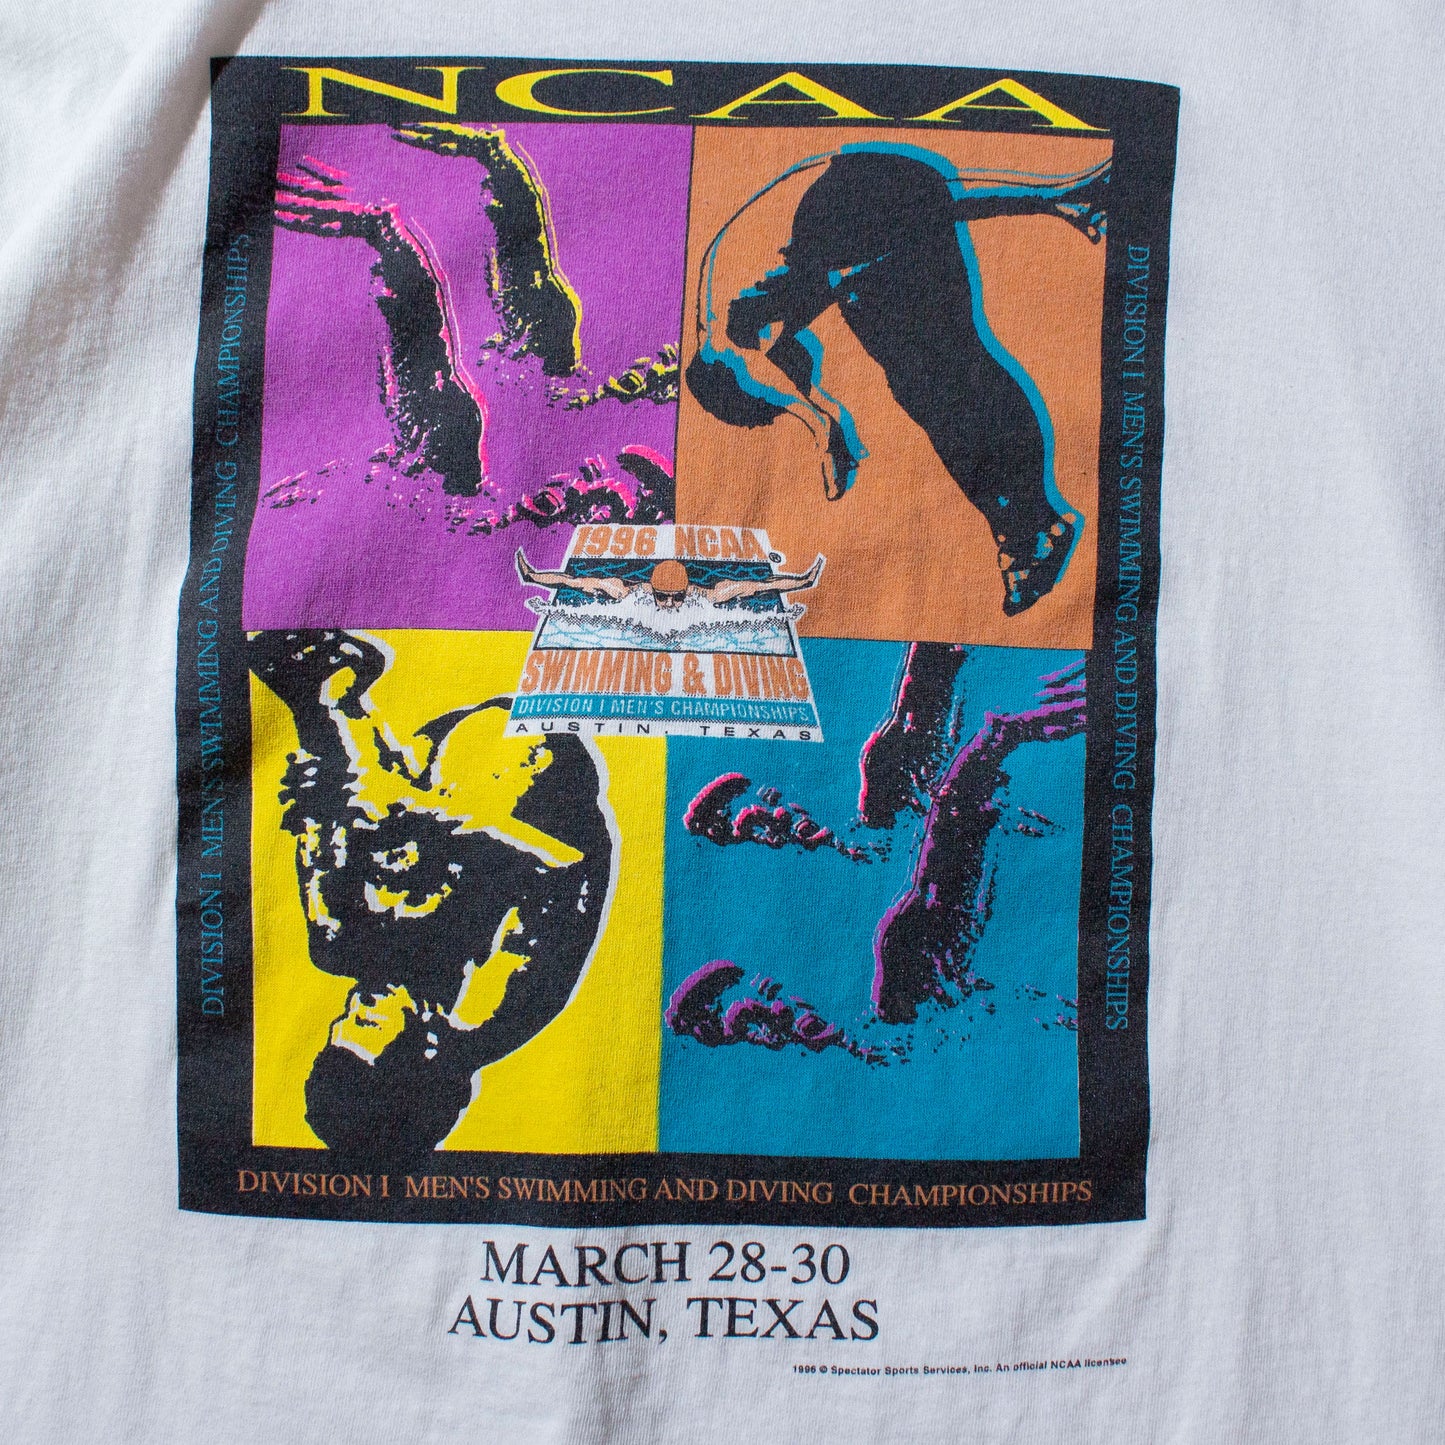 NCAA
DIVISION I MEN'S SWIMMING AND DIVING CHAMPIONSHIPS
DIVISION I MEN'S SWIMMING AND DIVING CHAMPIONSHIPS
1996 NCAA®
SWIMMING & DIVING
DIVISION I MEN'S CHAMPIONSHIPS
AUSTIN, TEXAS
DIVISION I MEN'S SWIMMING AND DIVING CHAMPIONSHIPS
MARCH 28-30
AUSTIN, TEXAS
1996 © Spectator Sports Services, Inc. An official NCAA licensee